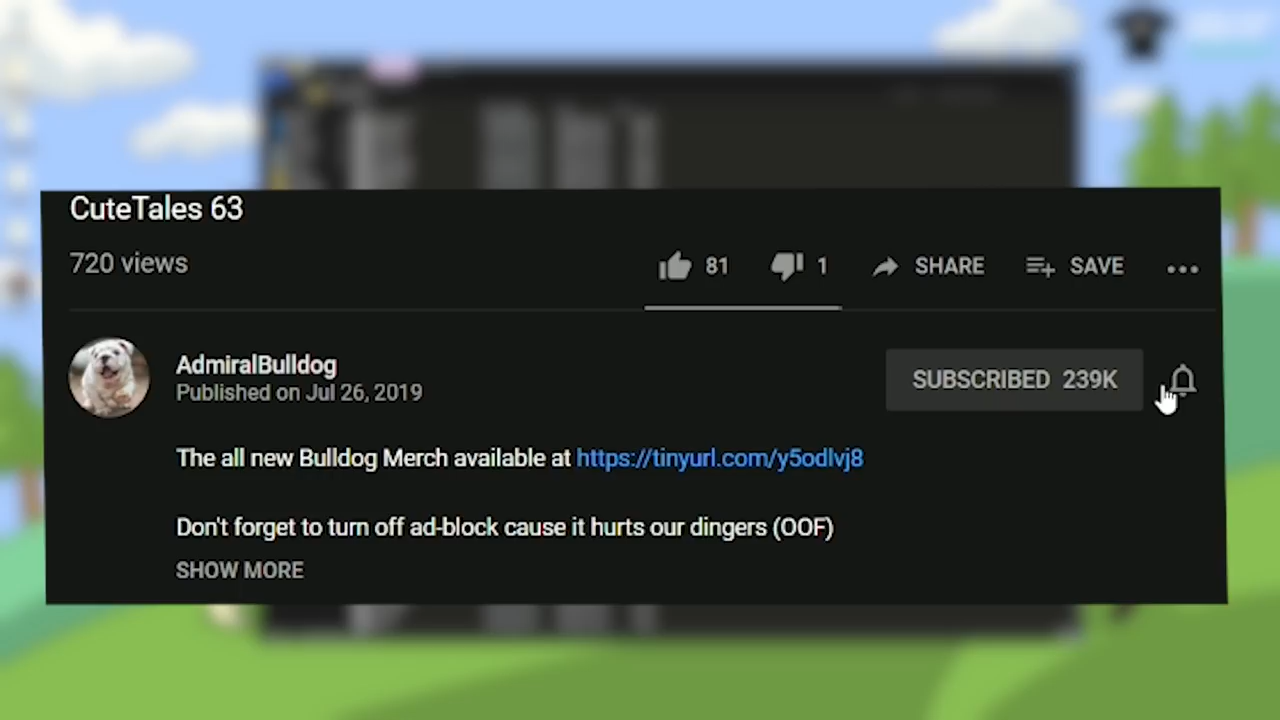 CuteTales 63
720 views
81 1 SHARE SAVE
AdmiralBulldog
Published on Jul 26, 2019
SUBSCRIBED 239K
The all new Bulldog Merch available at https://tinyurl.com/y5odlvj8
Don't forget to turn off ad-block cause it hurts our dingers (OOF)
SHOW MORE